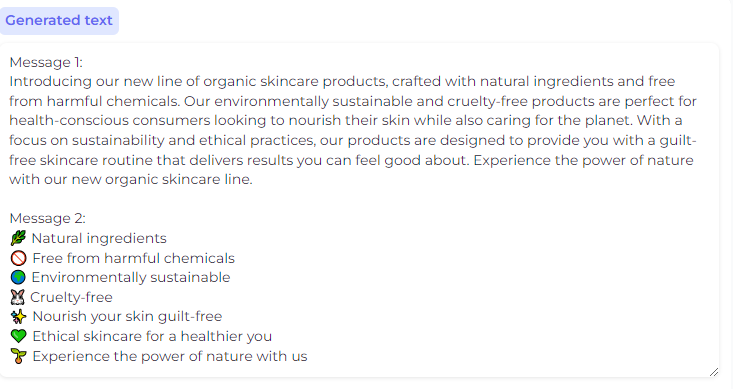 Generated text
Message 1:
Introducing our new line of organic skincare products, crafted with natural ingredients and free
from harmful chemicals. Our environmentally sustainable and cruelty-free products are perfect for
health-conscious consumers looking to nourish their skin while also caring for the planet. With a
focus on sustainability and ethical practices, our products are designed to provide you with a guilt-
free skincare routine that delivers results you can feel good about. Experience the power of nature
with our new organic skincare line.
Message 2:
🌿 Natural ingredients
🚫 Free from harmful chemicals
🌍 Environmentally sustainable
🐰 Cruelty-free
✨ Nourish your skin guilt-free
💚 Ethical skincare for a healthier you
🌱 Experience the power of nature with us